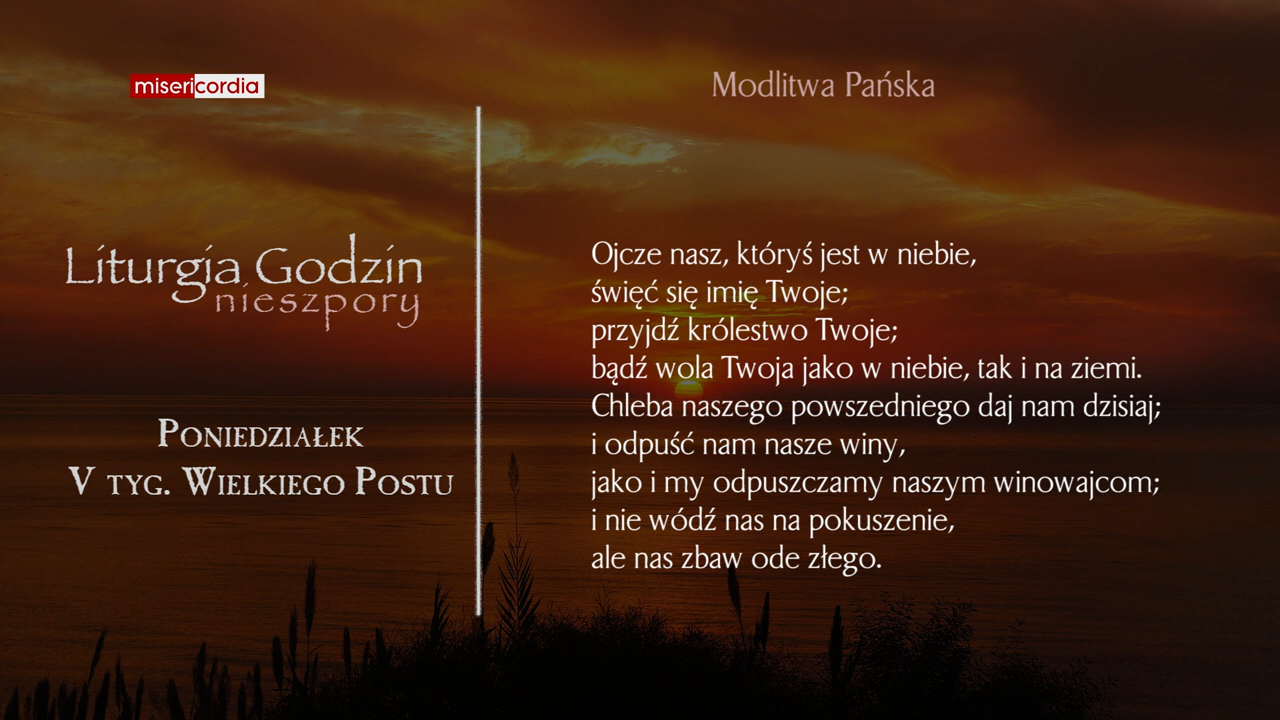 misericordia
Liturgia Godzin
nieszpory
Poniedziałek
V tyg. Wielkiego Postu
Modlitwa Pańska
Ojcze nasz, któryś jest w niebie,
święć się imię Twoje;
przyjdź królestwo Twoje;
bądź wola Twoja jako w niebie, tak i na ziemi.
Chleba naszego powszedniego daj nam dzisiaj;
i odpuść nam nasze winy,
jako i my odpuszczamy naszym winowajcom;
i nie wódź nas na pokuszenie,
ale nas zbaw ode złego.